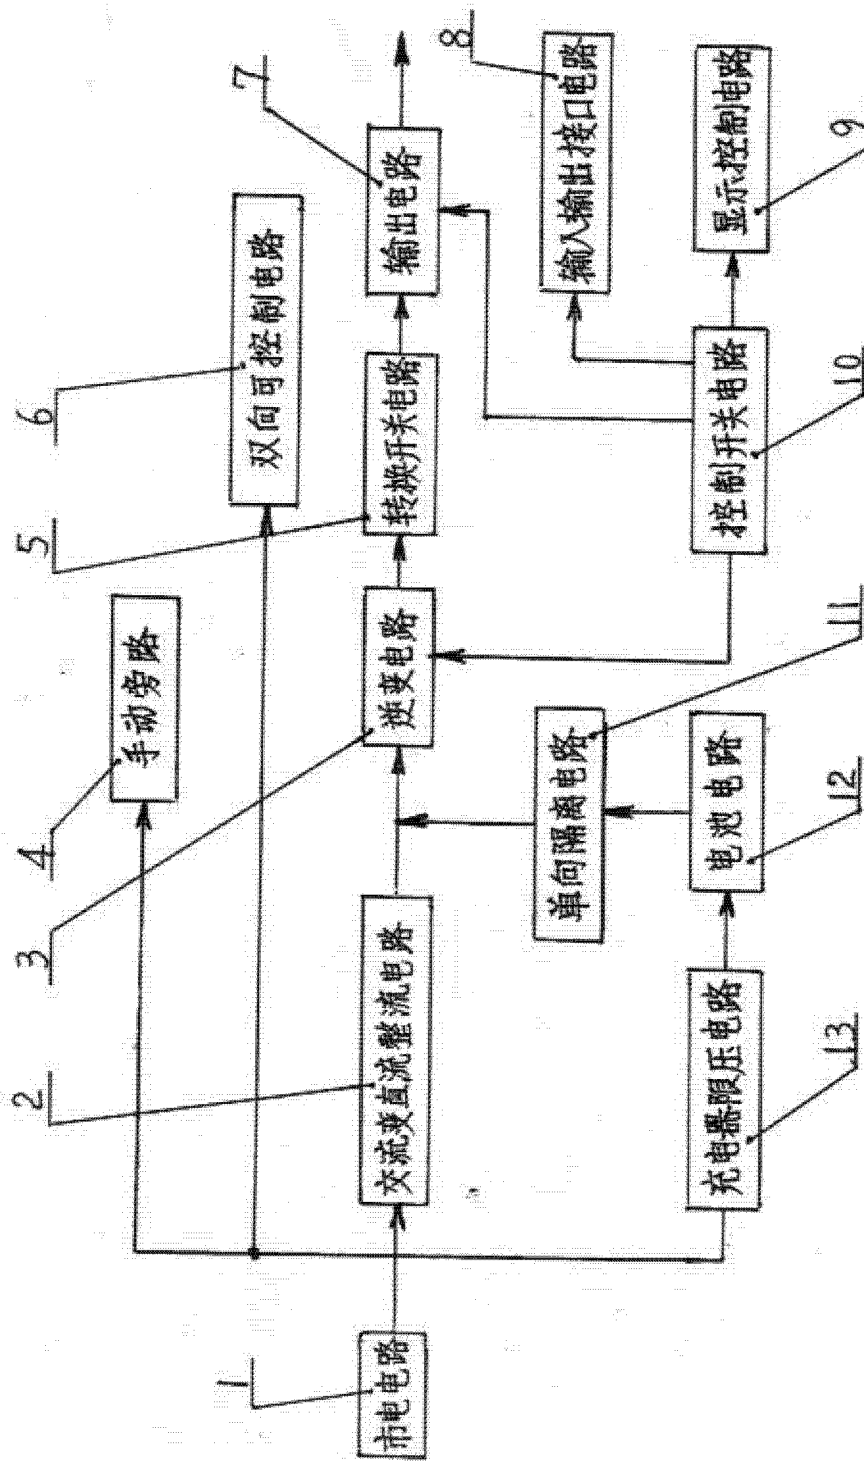 1
2
3
4
5
6
7
8
9
10
11
12
13
手动旁路
双向可控制电路
市电电路
交流变直流整流电路
逆变电路
转换开关电路
输出电路
单向隔离电路
输入输出接口电路
充电器限压电路
电池电路
控制开关电路
显示控制电路